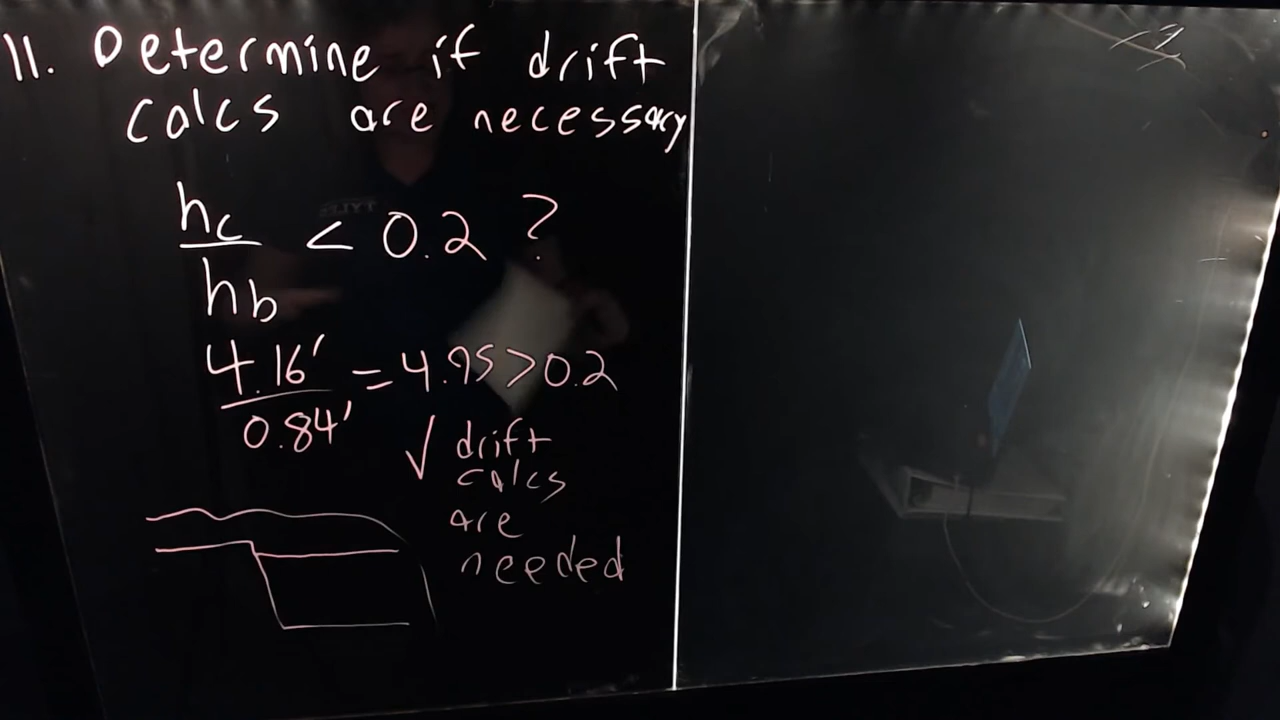 11. Determine if drift
calcs are necessary
hc/hb < 0.2 ?
4.16'/0.84' = 4.95 > 0.2
√ drift
calcs
are
needed